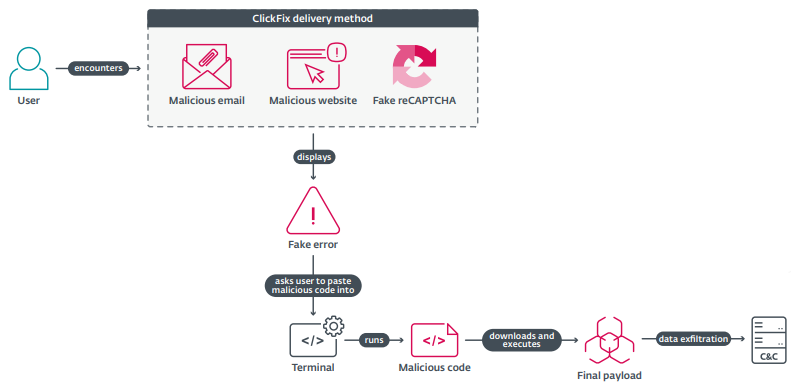 ClickFix delivery method
encounters
User
Malicious email
Malicious website
Fake reCAPTCHA
displays
Fake error
asks user to paste
malicious code into
</>
Terminal
runs
</>
Malicious code
downloads and
executes
Final payload
data exfiltration
C&C